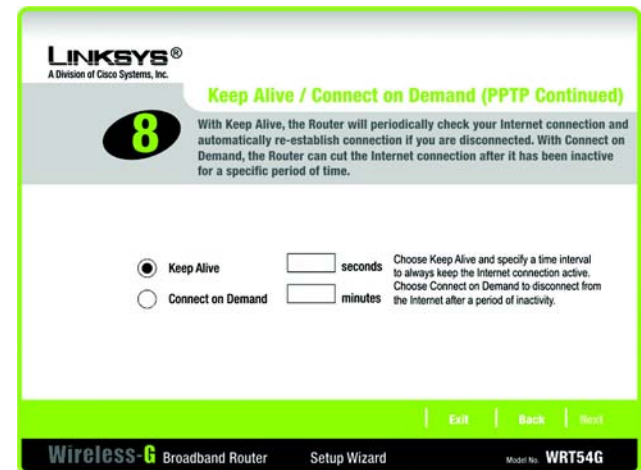 LINKSYS®
A Division of Cisco Systems, Inc.
Keep Alive / Connect on Demand (PPTP Continued)
8
With Keep Alive, the Router will periodically check your Internet connection and
automatically re-establish connection if you are disconnected. With Connect on
Demand, the Router can cut the Internet connection after it has been inactive
for a specific period of time.
Keep Alive seconds
Connect on Demand minutes
Choose Keep Alive and specify a time interval
to always keep the Internet connection active.
Choose Connect on Demand to disconnect from
the Internet after a period of inactivity.
Exit Back Next
Wireless-G Broadband Router Setup Wizard Model No. WRT54G